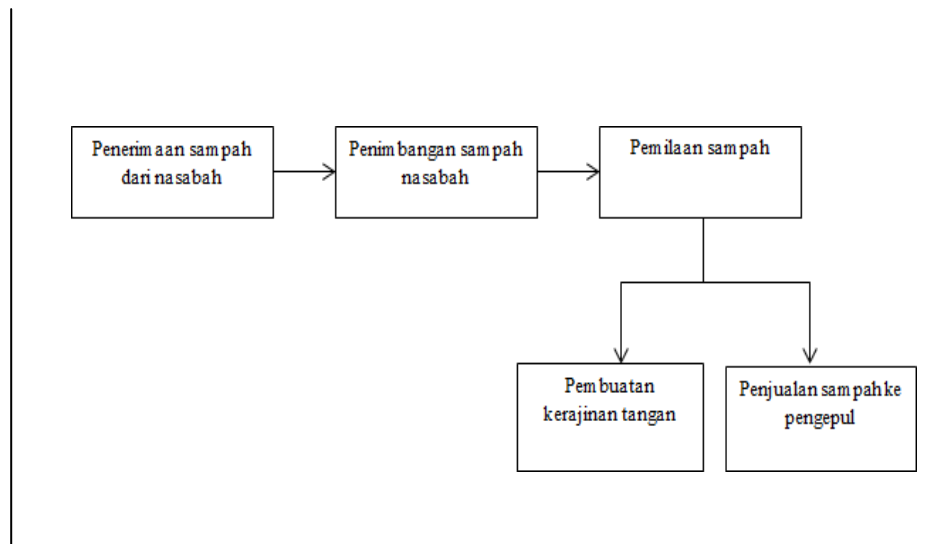 Penerimaan sampah
dari nasabah
Penimbangan sampah
nasabah
Pemilaan sampah
Pembuatan
kerajinan tangan
Penjualan sampah ke
pengepul